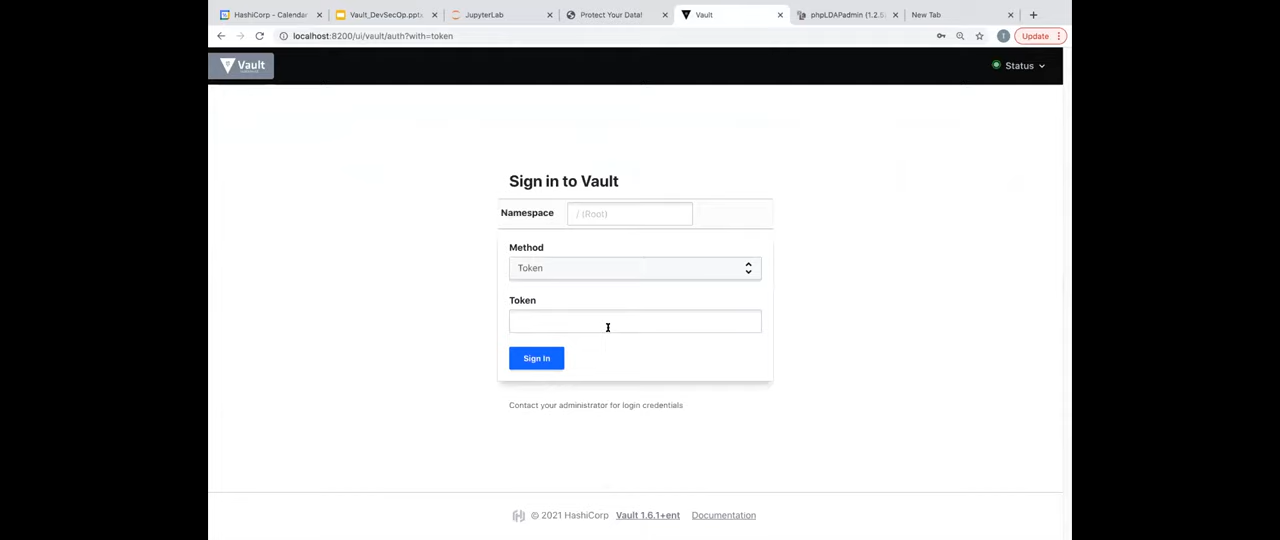 HashiCorp - Calendar
Vault_DevSecOp.pptx
JupyterLab
Protect Your Data!
Vault
phpLDAPadmin (1.2.5
New Tab
localhost:8200/ui/vault/auth?with=token
T
Update
Vault
Status
Sign in to Vault
Namespace
/ (Root)
Method
Token
Token
Sign In
Contact your administrator for login credentials
© 2021 HashiCorp Vault 1.6.1+ent Documentation